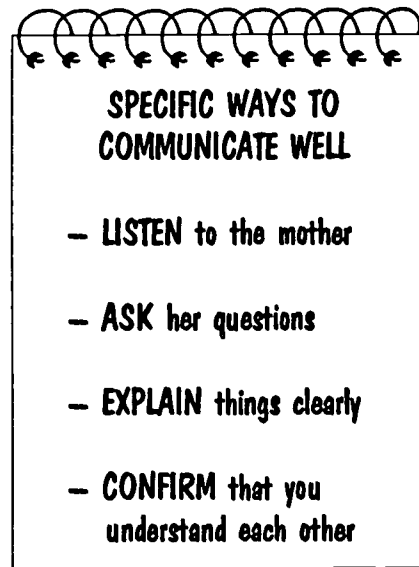 SPECIFIC WAYS TO
COMMUNICATE WELL
– LISTEN to the mother
– ASK her questions
– EXPLAIN things clearly
– CONFIRM that you
understand each other